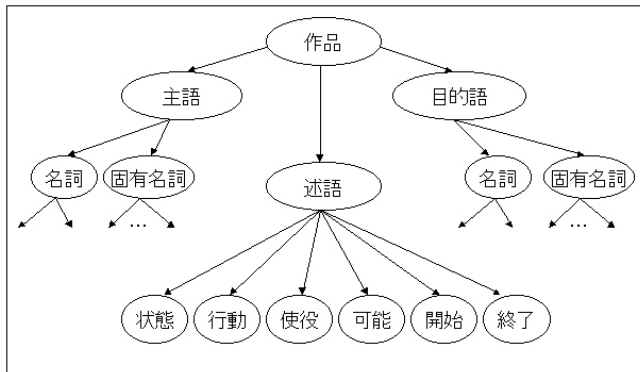 作品
主語
目的語
名詞
固有名詞
述語
名詞
固有名詞
...
...
状態
行動
使役
可能
開始
終了